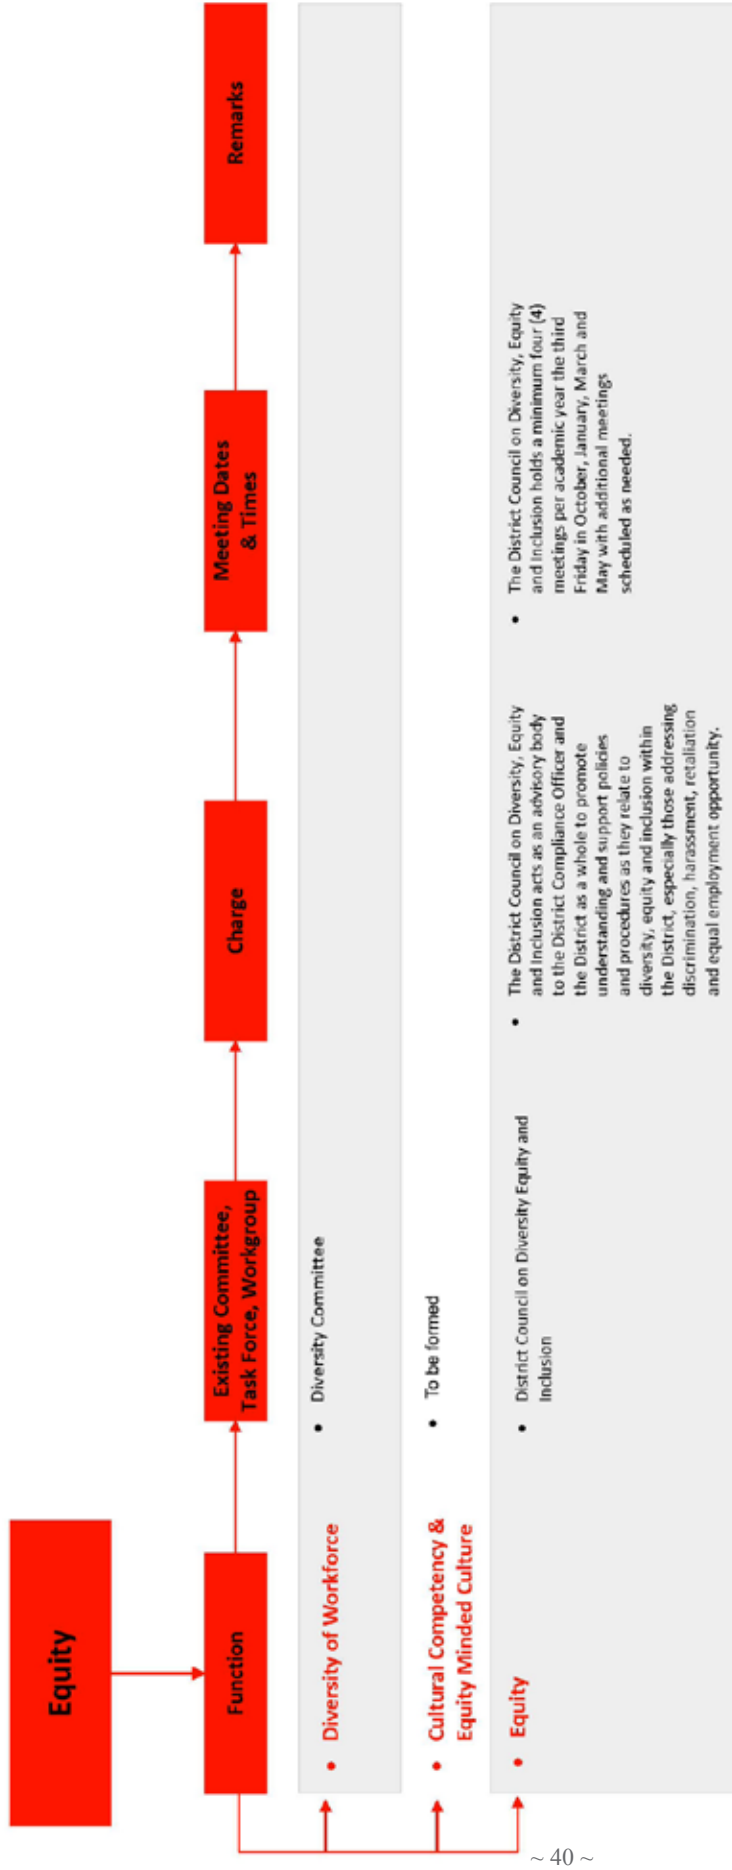 Equity
Function
Existing Committee,
Task Force, Workgroup
Charge
Meeting Dates
& Times
Remarks
• Diversity of Workforce
• Diversity Committee
• Cultural Competency &
Equity Minded Culture
• To be formed
• Equity
• District Council on Diversity Equity and
Inclusion
• The District Council on Diversity, Equity
and Inclusion acts as an advisory body
to the District Compliance Officer and
the District as a whole to promote
understanding and support policies
and procedures as they relate to
diversity, equity and inclusion within
the District, especially those addressing
discrimination, harassment, retaliation
and equal employment opportunity.
• The District Council on Diversity, Equity
and Inclusion holds a minimum four (4)
meetings per academic year the third
Friday in October, January, March and
May with additional meetings
scheduled as needed.
~ 40 ~